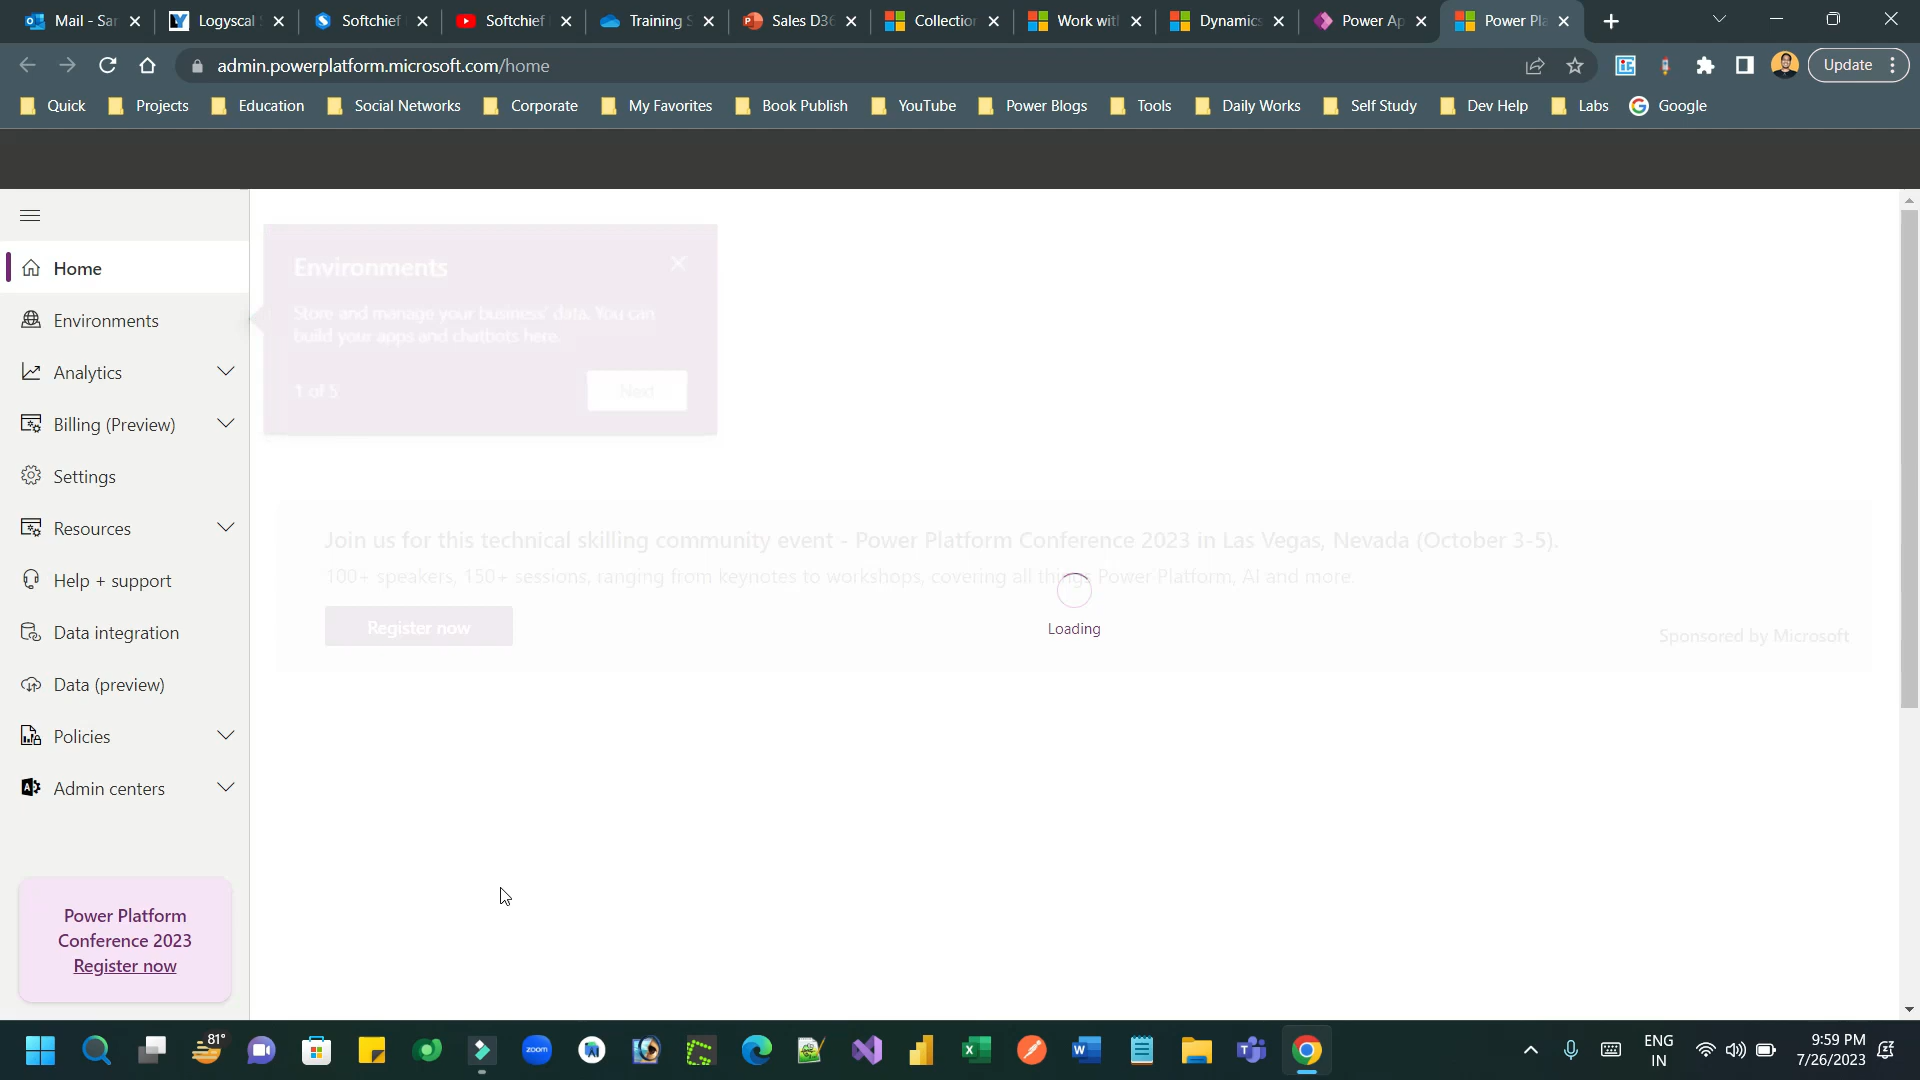 Mail - Sar
Logyscal
Softchief
Softchief
Training S
Sales D36
Collection
Work with
Dynamics
Power Ap
Power Pla
admin.powerplatform.microsoft.com/home
Update
Quick
Projects
Education
Social Networks
Corporate
My Favorites
Book Publish
YouTube
Power Blogs
Tools
Daily Works
Self Study
Dev Help
Labs
Google
Home
Environments
Analytics
Billing (Preview)
Settings
Resources
Help + support
Data integration
Data (preview)
Policies
Admin centers
Power Platform
Conference 2023
Register now
Environments
Store and manage your business' data. You can
build your apps and chatbots here.
1 of 5
Next
Join us for this technical skilling community event - Power Platform Conference 2023 in Las Vegas, Nevada (October 3-5).
100+ speakers, 150+ sessions, ranging from keynotes to workshops, covering all things Power Platform, AI and more.
Register now
Loading
Sponsored by Microsoft
81°
zoom
ENG
IN
9:59 PM
7/26/2023